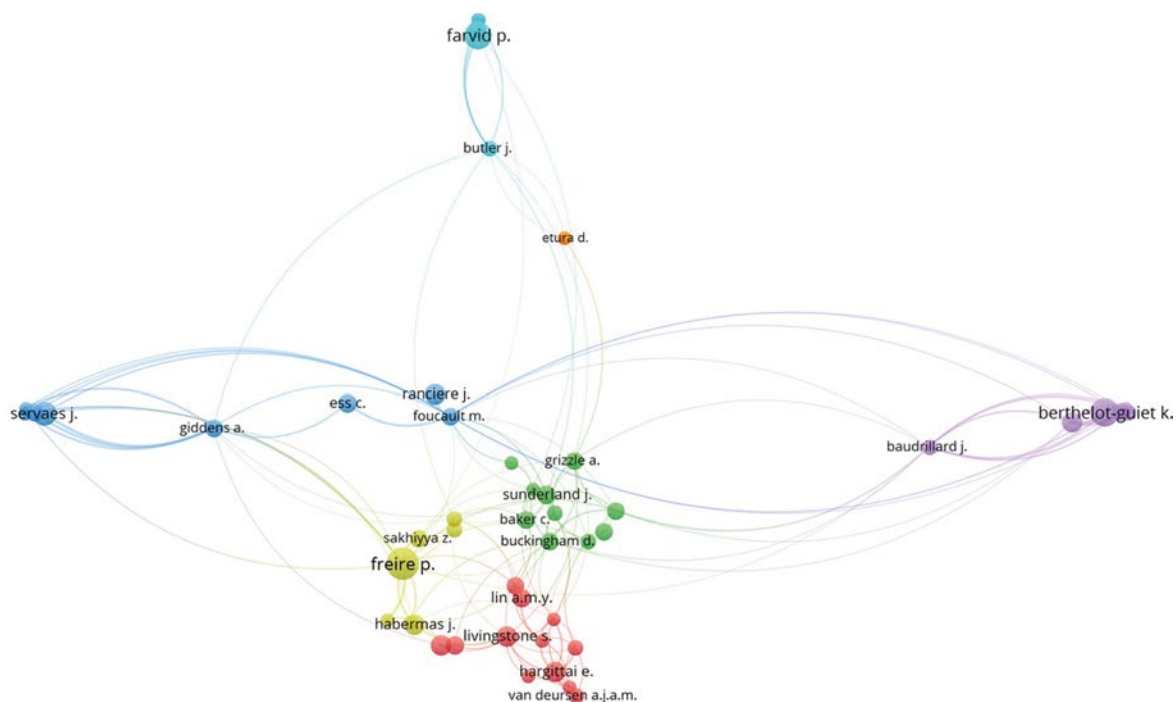 farvid p.
butler j.
etura d.
ranciere j.
ess c.
foucault m.
servaes j.
giddens a.
berthelot-guiet k.
baudrillard j.
grizzle a.
sunderland j.
baker c.
sakhiyya z.
buckingham d.
freire p.
lin a.m.y.
habermas j.
livingstone s.
hargittai e.
van deursen a.j.a.m.